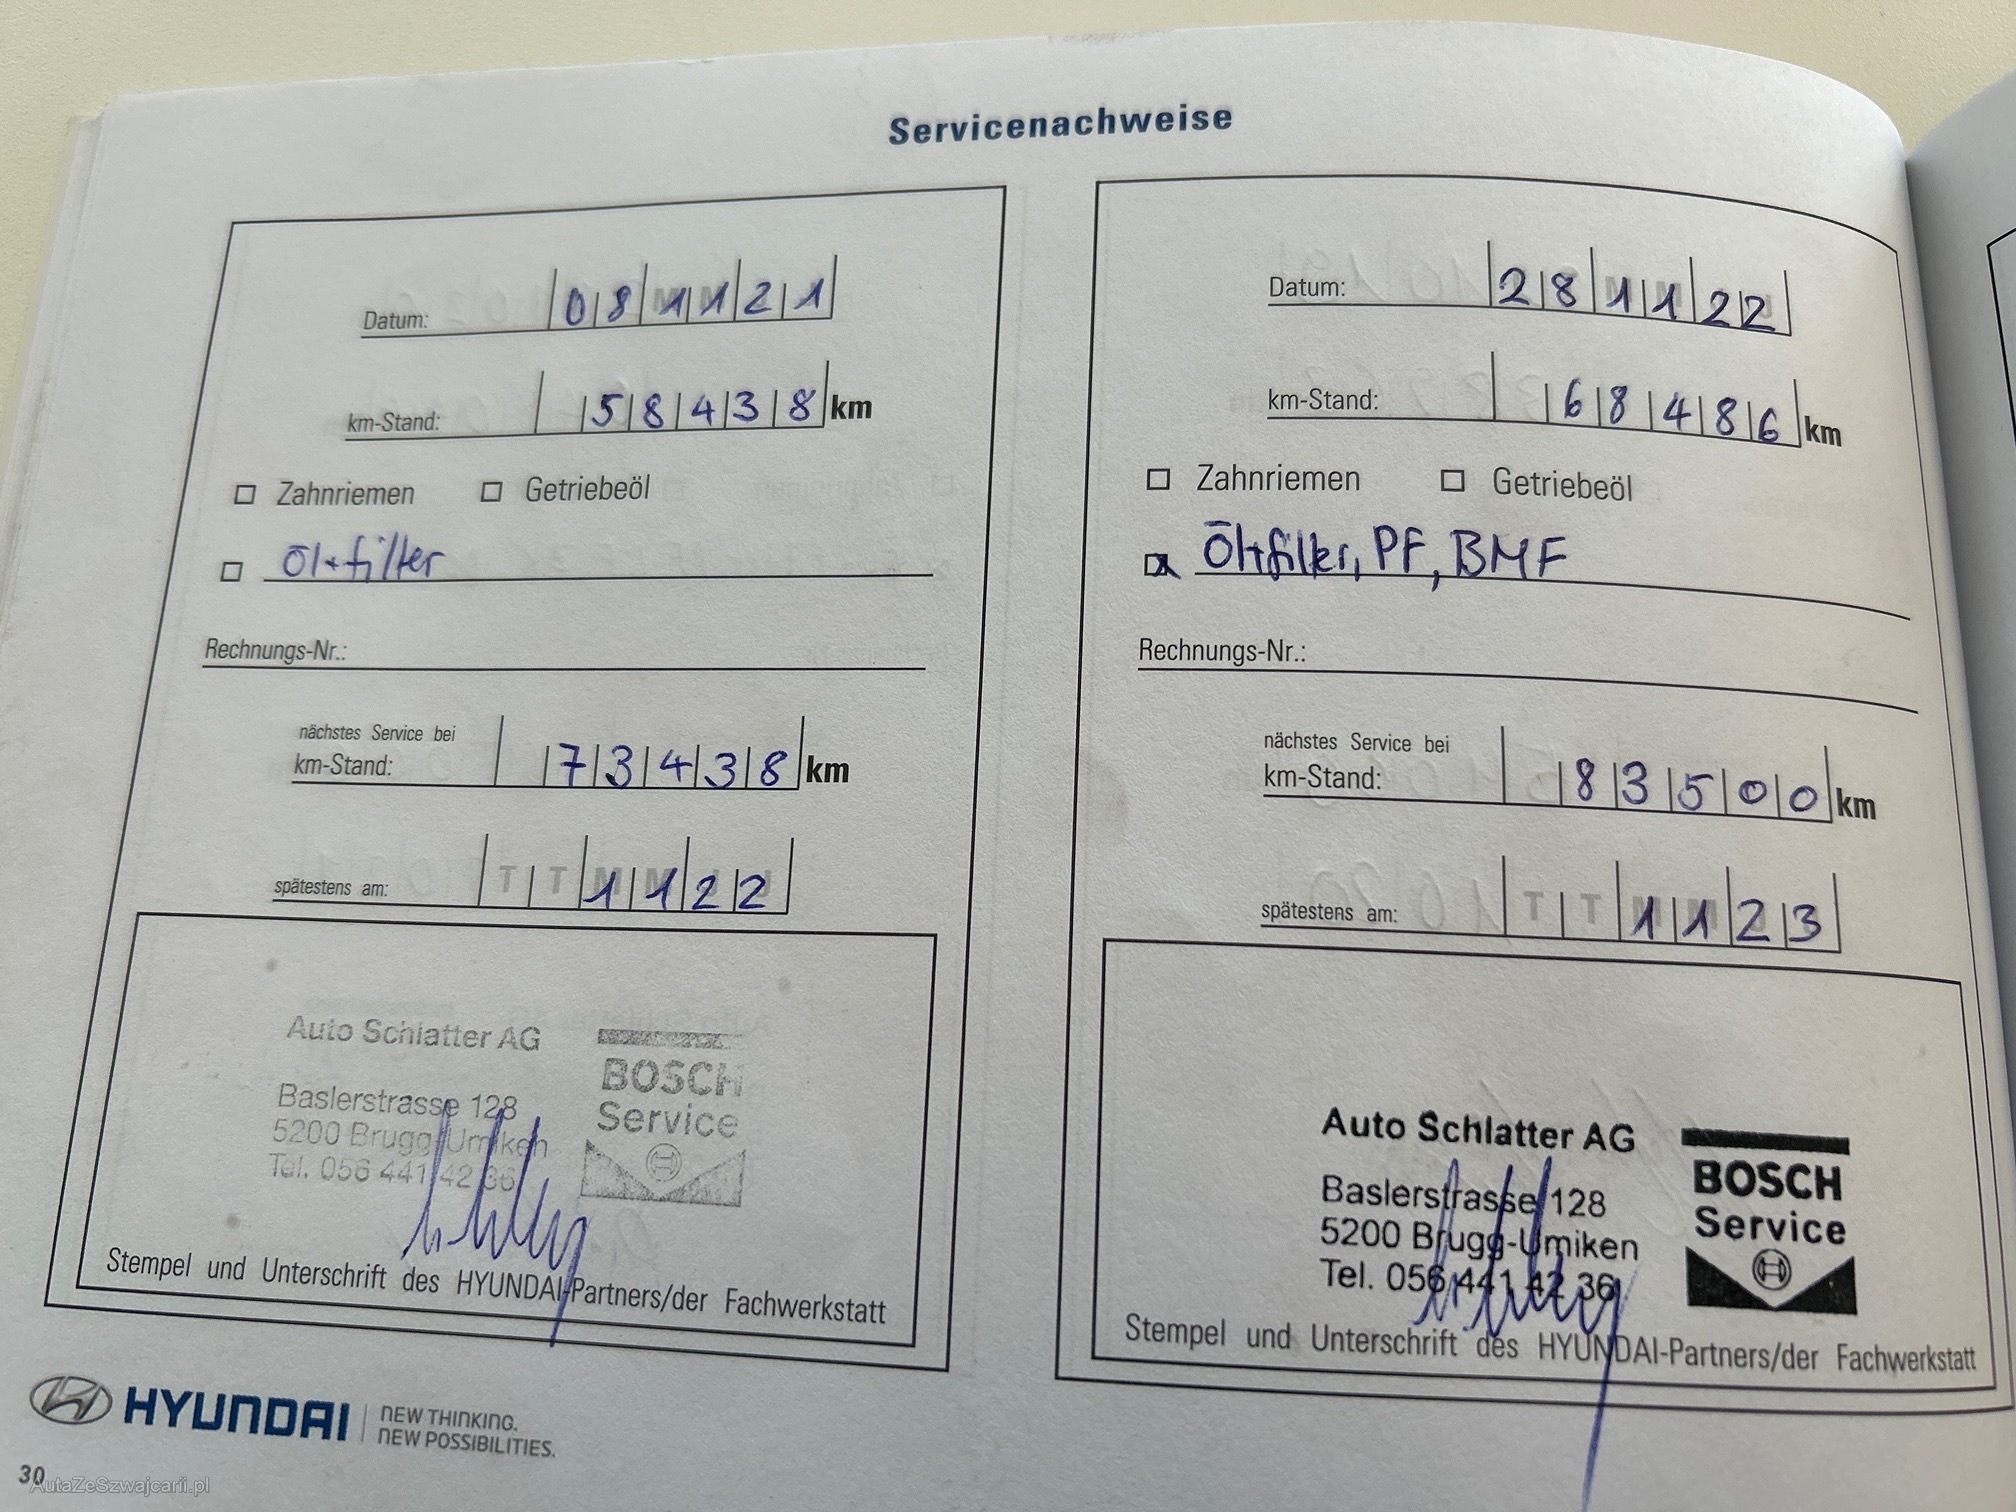 Servicenachweise
Datum: 08 11 21
km-Stand: 58438 km
Zahnriemen Getriebeöl
Öl+filter
Rechnungs-Nr.:
nächstes Service bei
km-Stand: 73438 km
spätestens am: TT 11 22
Auto Schlatter AG
Baslerstrasse 128
5200 Brugg-Umiken
Tel. 056 441 42 36
BOSCH
Service
Stempel und Unterschrift des HYUNDAI-Partners/der Fachwerkstatt
Datum: 28 11 22
km-Stand: 68486 km
Zahnriemen Getriebeöl
Öl+filter, PF, BMF
Rechnungs-Nr.:
nächstes Service bei
km-Stand: 83500 km
spätestens am: TT 11 23
Auto Schlatter AG
Baslerstrasse 128
5200 Brugg-Umiken
Tel. 056 441 42 36
BOSCH
Service
Stempel und Unterschrift des HYUNDAI-Partners/der Fachwerkstatt
HYUNDAI
NEW THINKING.
NEW POSSIBILITIES.
30
AutaZeSzwajcarii.pl